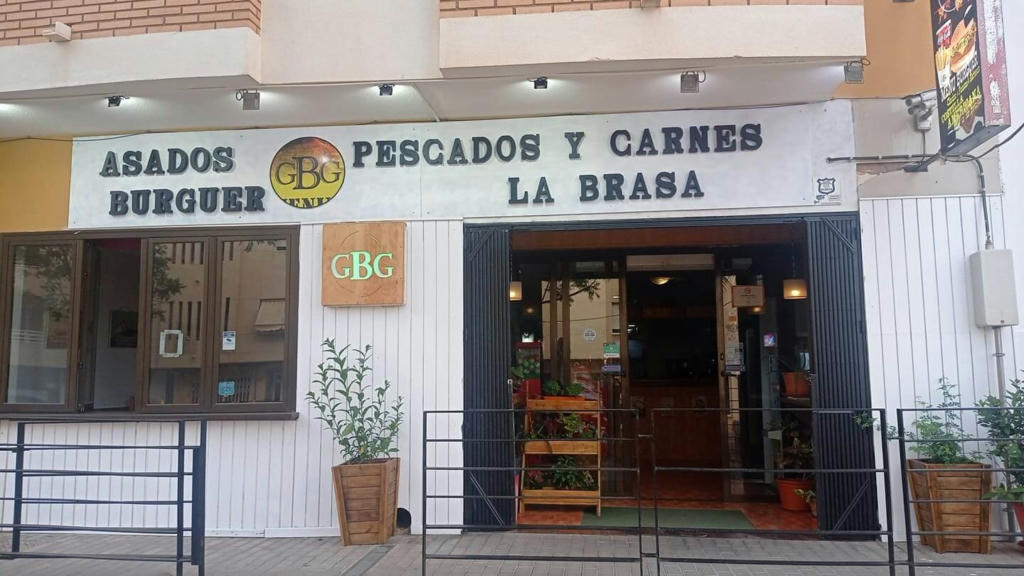 ASADOS
BURGUER
GBG
PESCADOS Y CARNES
LA BRASA
GBG